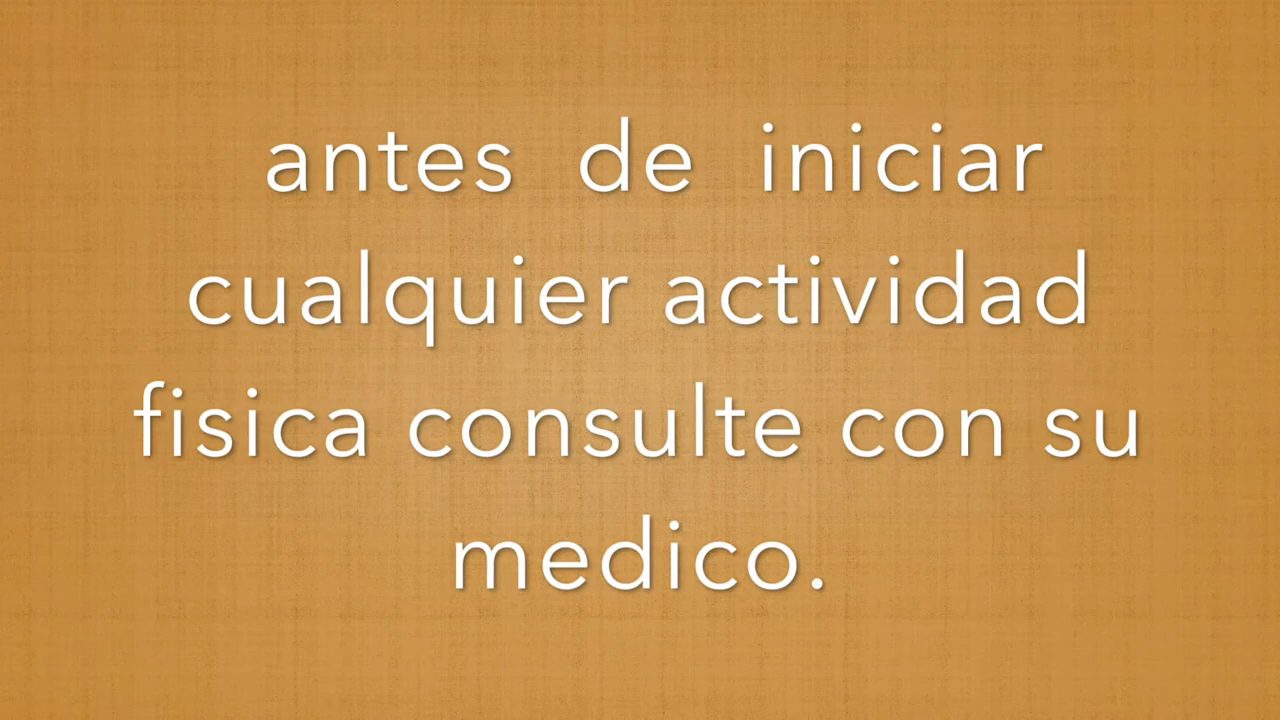 antes de iniciar
cualquier actividad
fisica consulte con su
medico.